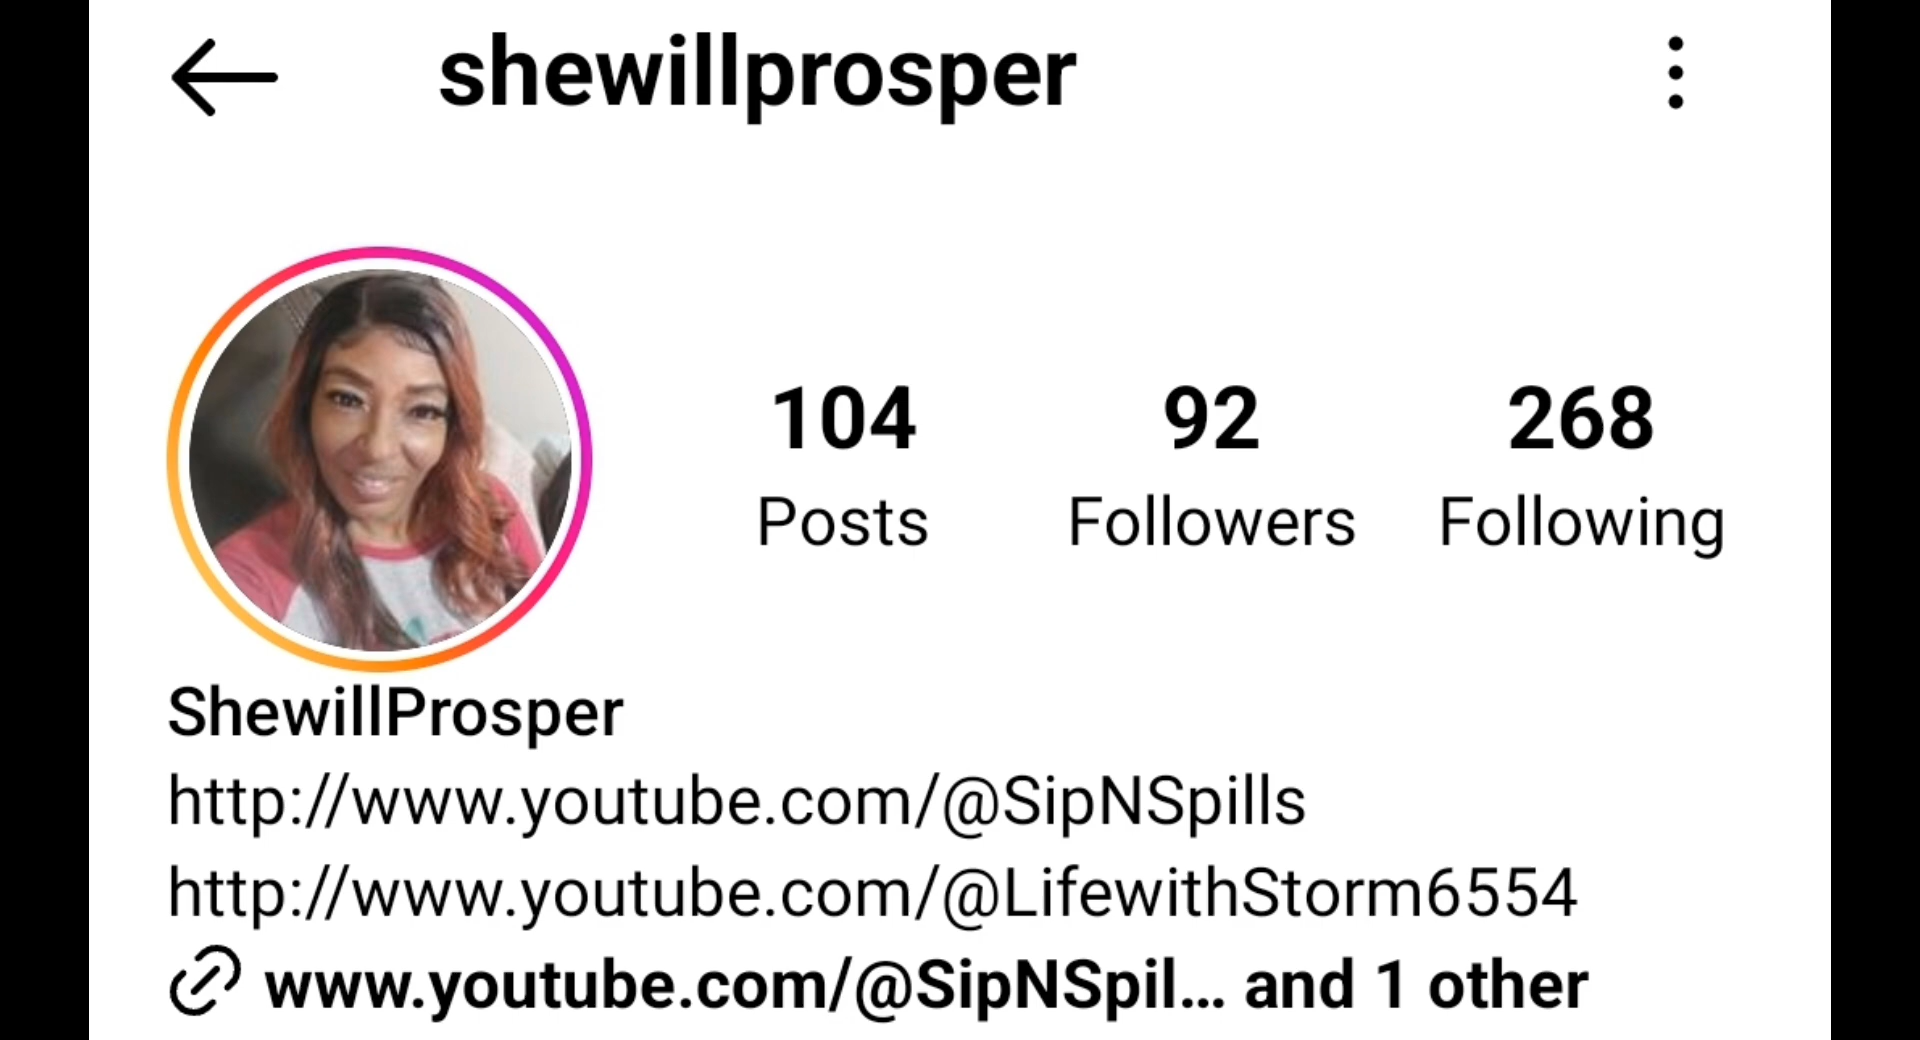 shewillprosper
104 92 268
Posts Followers Following
ShewillProsper
http://www.youtube.com/@SipNSpills
http://www.youtube.com/@LifewithStorm6554
www.youtube.com/@SipNSpil... and 1 other